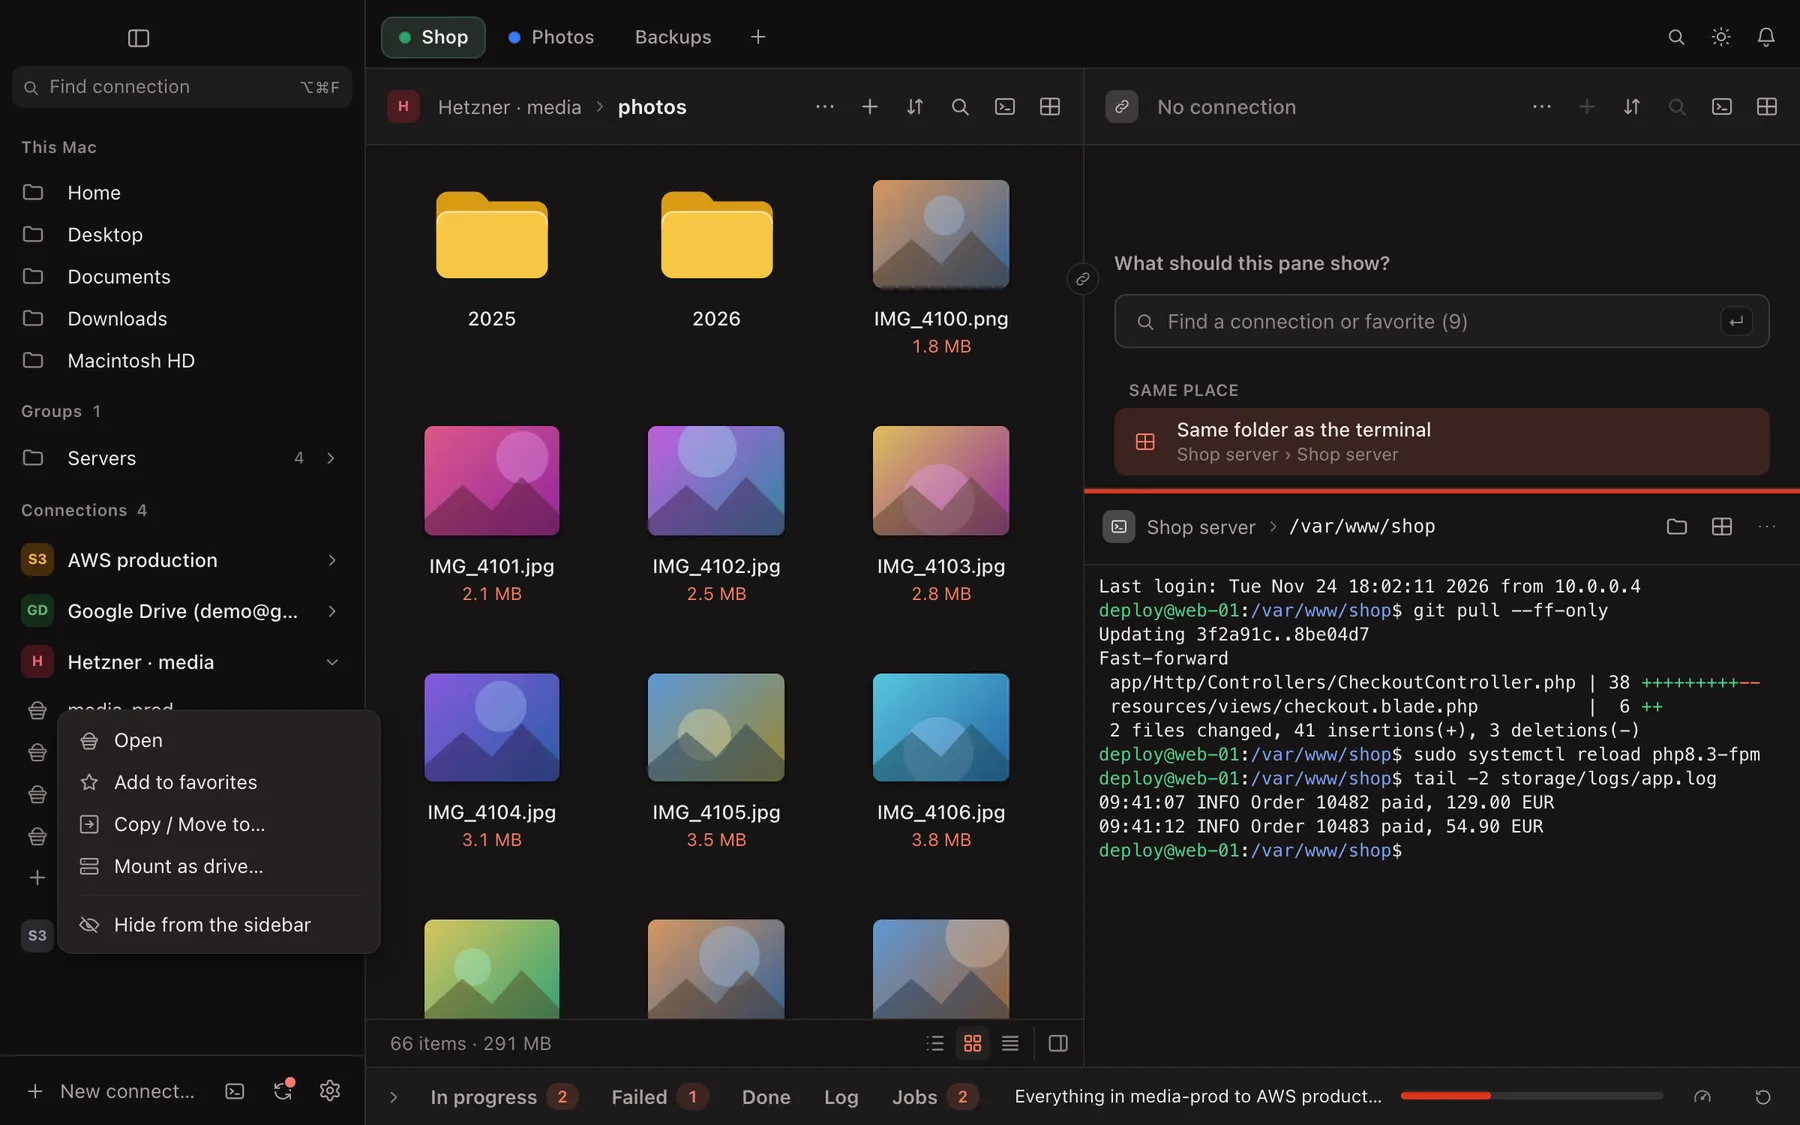 Shop
Photos
Backups
Find connection
⌥⌘F
This Mac
Home
Desktop
Documents
Downloads
Macintosh HD
Groups 1
Servers 4
Connections 4
S3 AWS production
GD Google Drive (demo@g...
H Hetzner · media
media-prod
Open
Add to favorites
Copy / Move to...
Mount as drive...
Hide from the sidebar
S3
New connect...
H Hetzner · media › photos
2025
2026
IMG_4100.png
1.8 MB
IMG_4101.jpg
2.1 MB
IMG_4102.jpg
2.5 MB
IMG_4103.jpg
2.8 MB
IMG_4104.jpg
3.1 MB
IMG_4105.jpg
3.5 MB
IMG_4106.jpg
3.8 MB
66 items · 291 MB
No connection
What should this pane show?
Find a connection or favorite (9)
SAME PLACE
Same folder as the terminal
Shop server › Shop server
Shop server › /var/www/shop
Last login: Tue Nov 24 18:02:11 2026 from 10.0.0.4
deploy@web-01:/var/www/shop$ git pull --ff-only
Updating 3f2a91c..8be04d7
Fast-forward
app/Http/Controllers/CheckoutController.php | 38 +++++++++--
resources/views/checkout.blade.php | 6 ++
2 files changed, 41 insertions(+), 3 deletions(-)
deploy@web-01:/var/www/shop$ sudo systemctl reload php8.3-fpm
deploy@web-01:/var/www/shop$ tail -2 storage/logs/app.log
09:41:07 INFO Order 10482 paid, 129.00 EUR
09:41:12 INFO Order 10483 paid, 54.90 EUR
deploy@web-01:/var/www/shop$
In progress 2
Failed 1
Done
Log
Jobs 2
Everything in media-prod to AWS product...